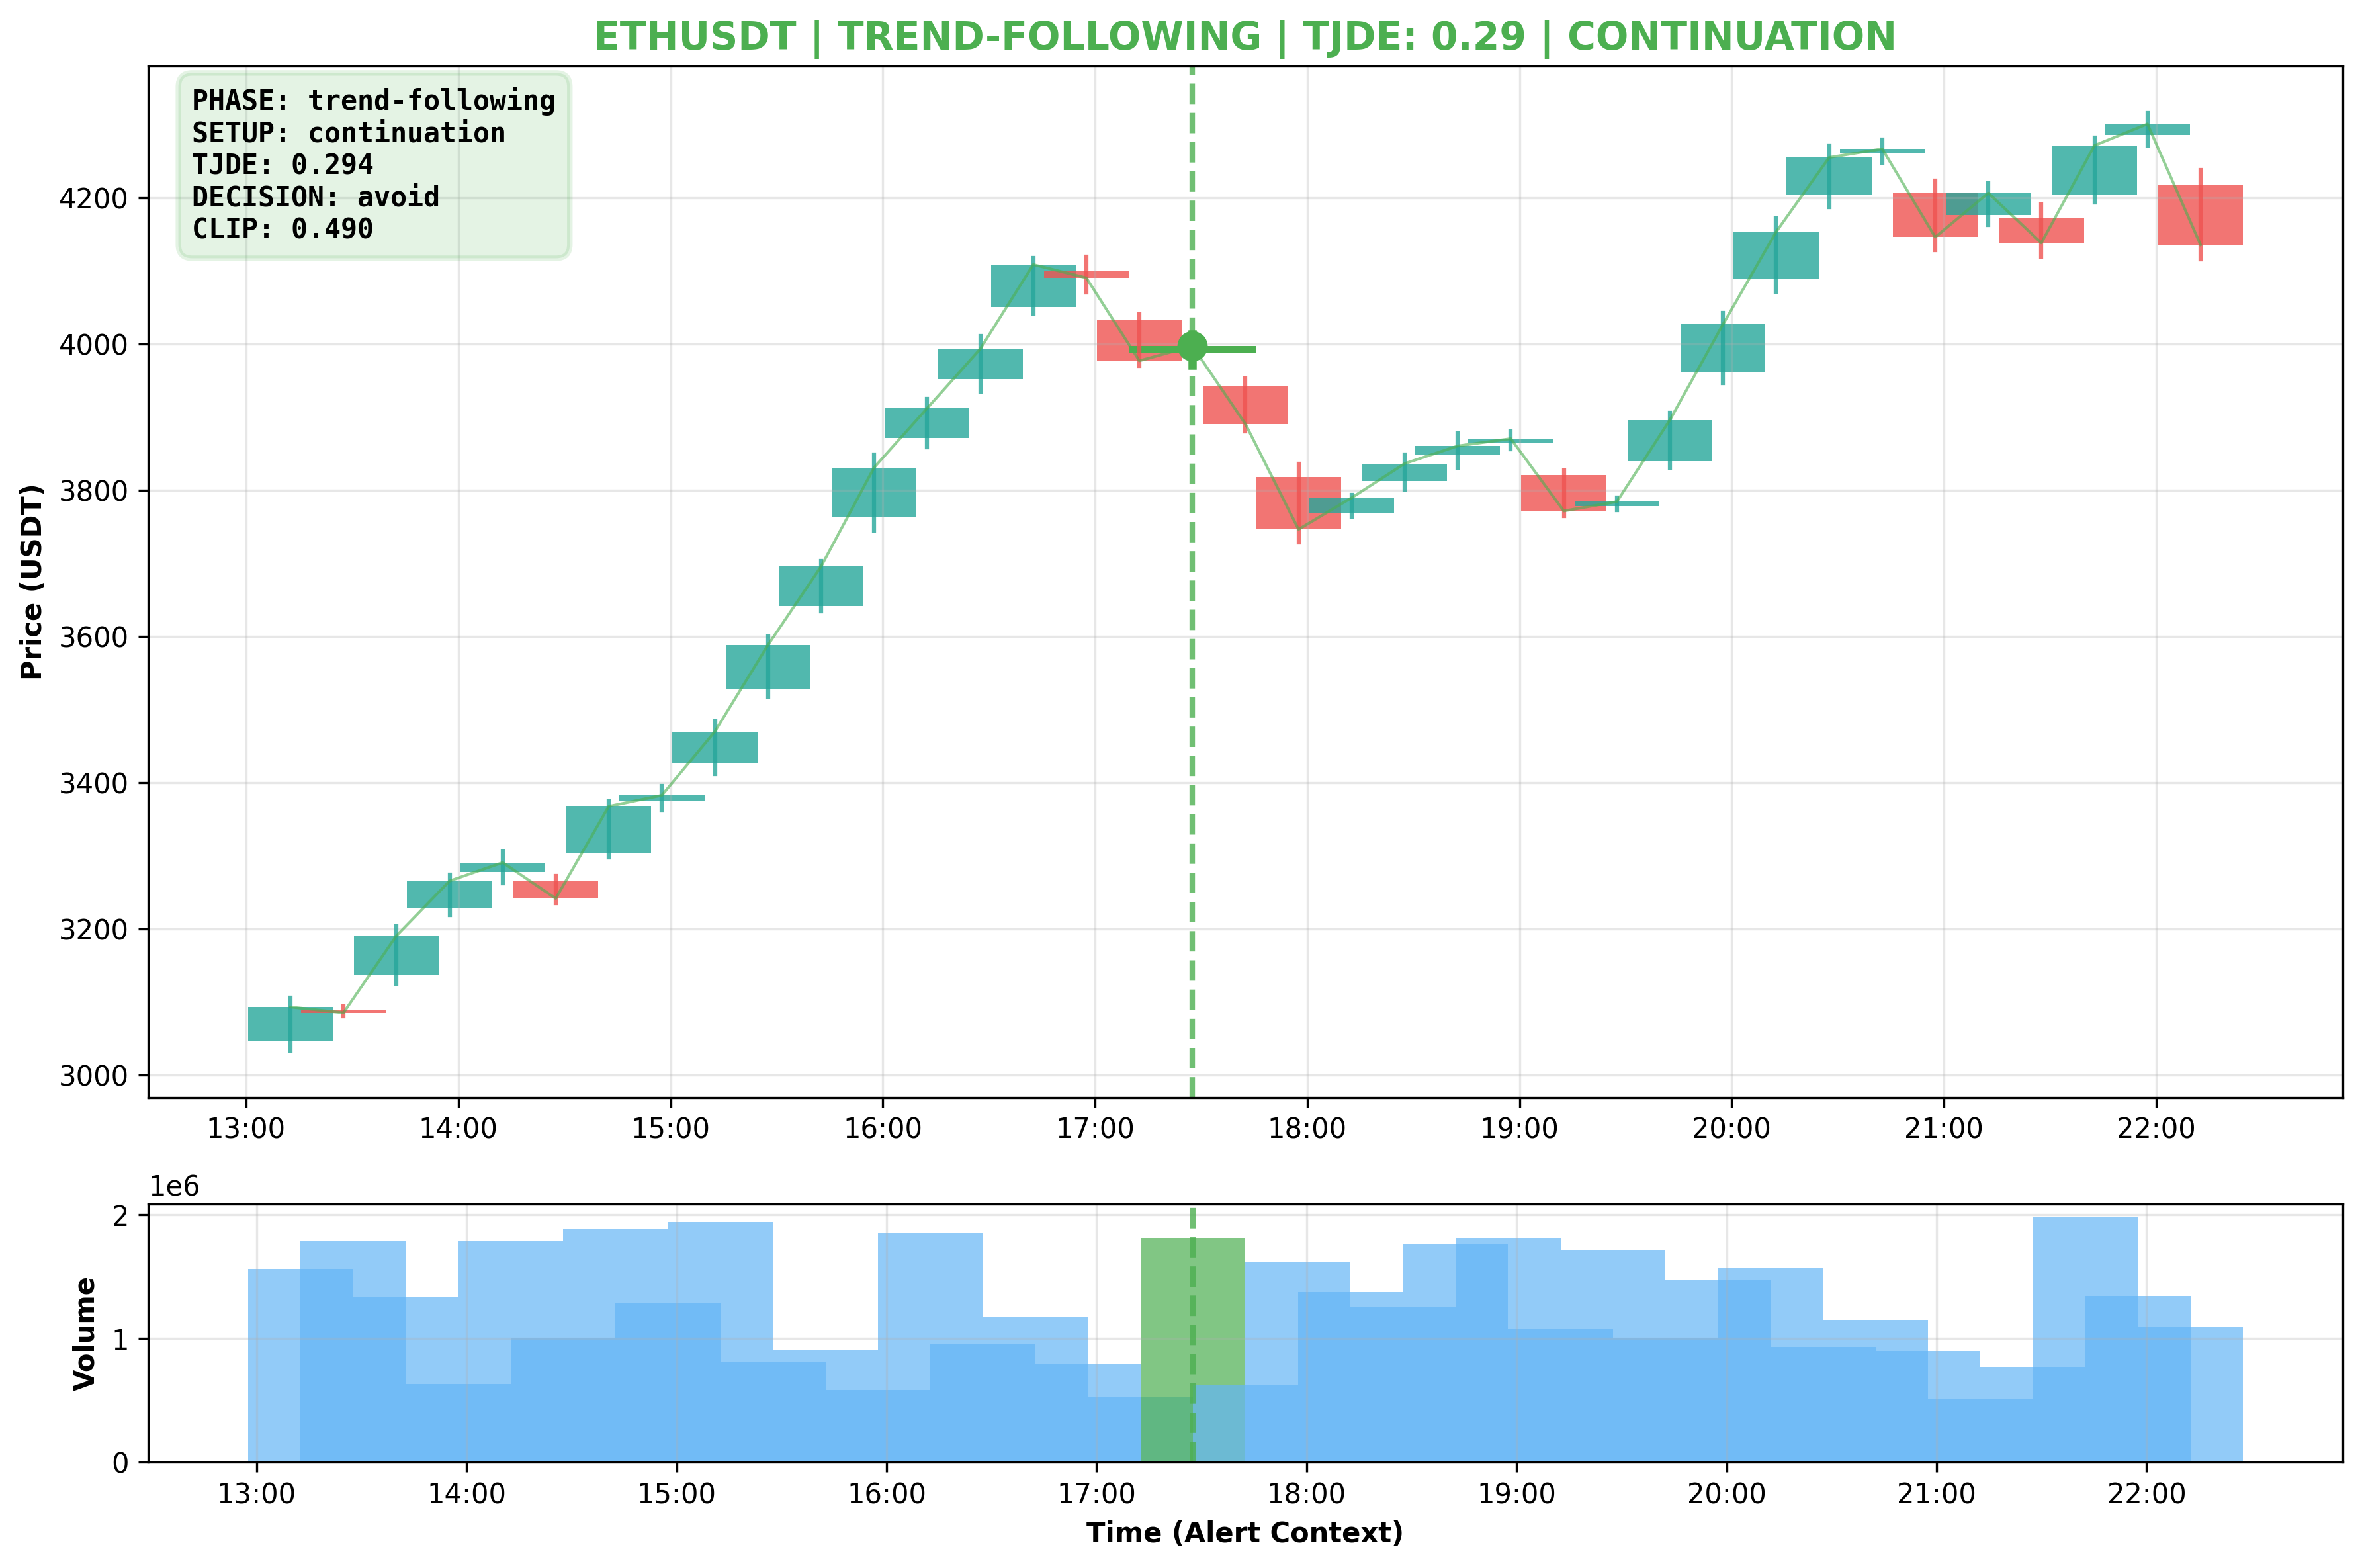 ETHUSDT | TREND-FOLLOWING | TJDE: 0.29 | CONTINUATION
PHASE: trend-following
SETUP: continuation
TJDE: 0.294
DECISION: avoid
CLIP: 0.490
Price (USDT)
4200
4000
3800
3600
3400
3200
3000
13:00 14:00 15:00 16:00 17:00 18:00 19:00 20:00 21:00 22:00
1e6
Volume
2
1
0
13:00 14:00 15:00 16:00 17:00 18:00 19:00 20:00 21:00 22:00
Time (Alert Context)